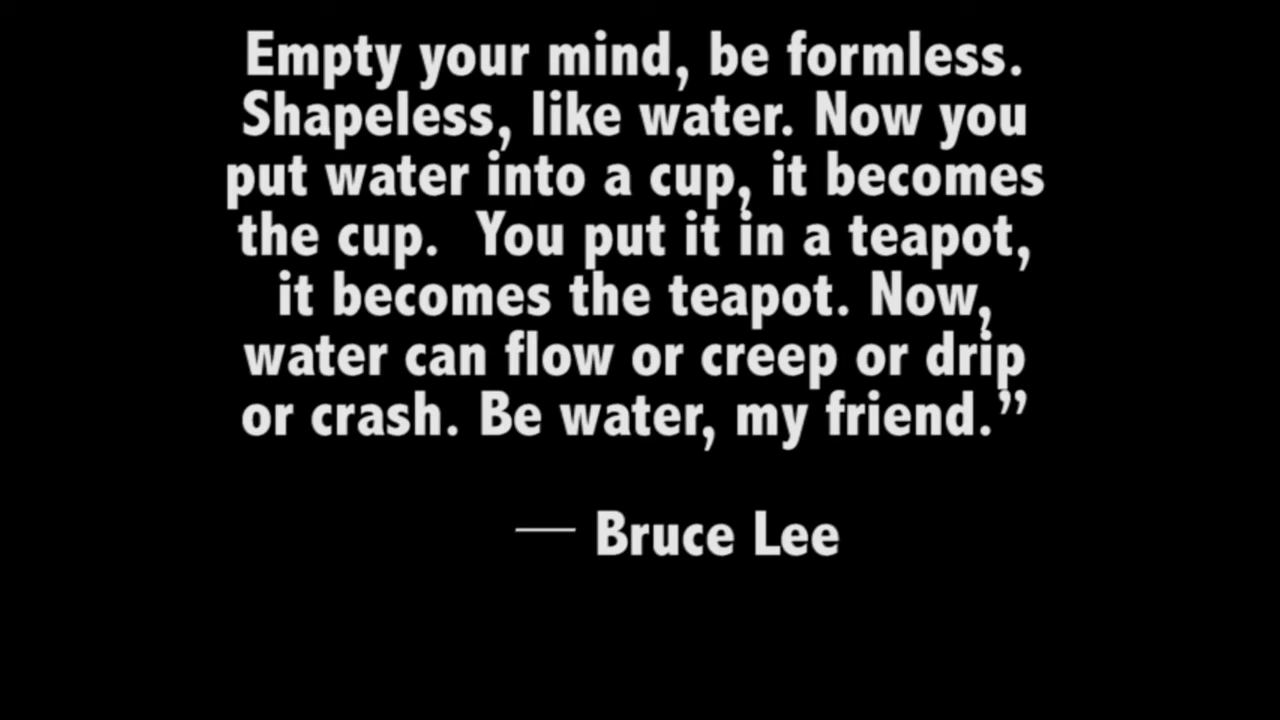 Empty your mind, be formless.
Shapeless, like water. Now you
put water into a cup, it becomes
the cup.  You put it in a teapot,
it becomes the teapot. Now,
water can flow or creep or drip
or crash. Be water, my friend.”
— Bruce Lee